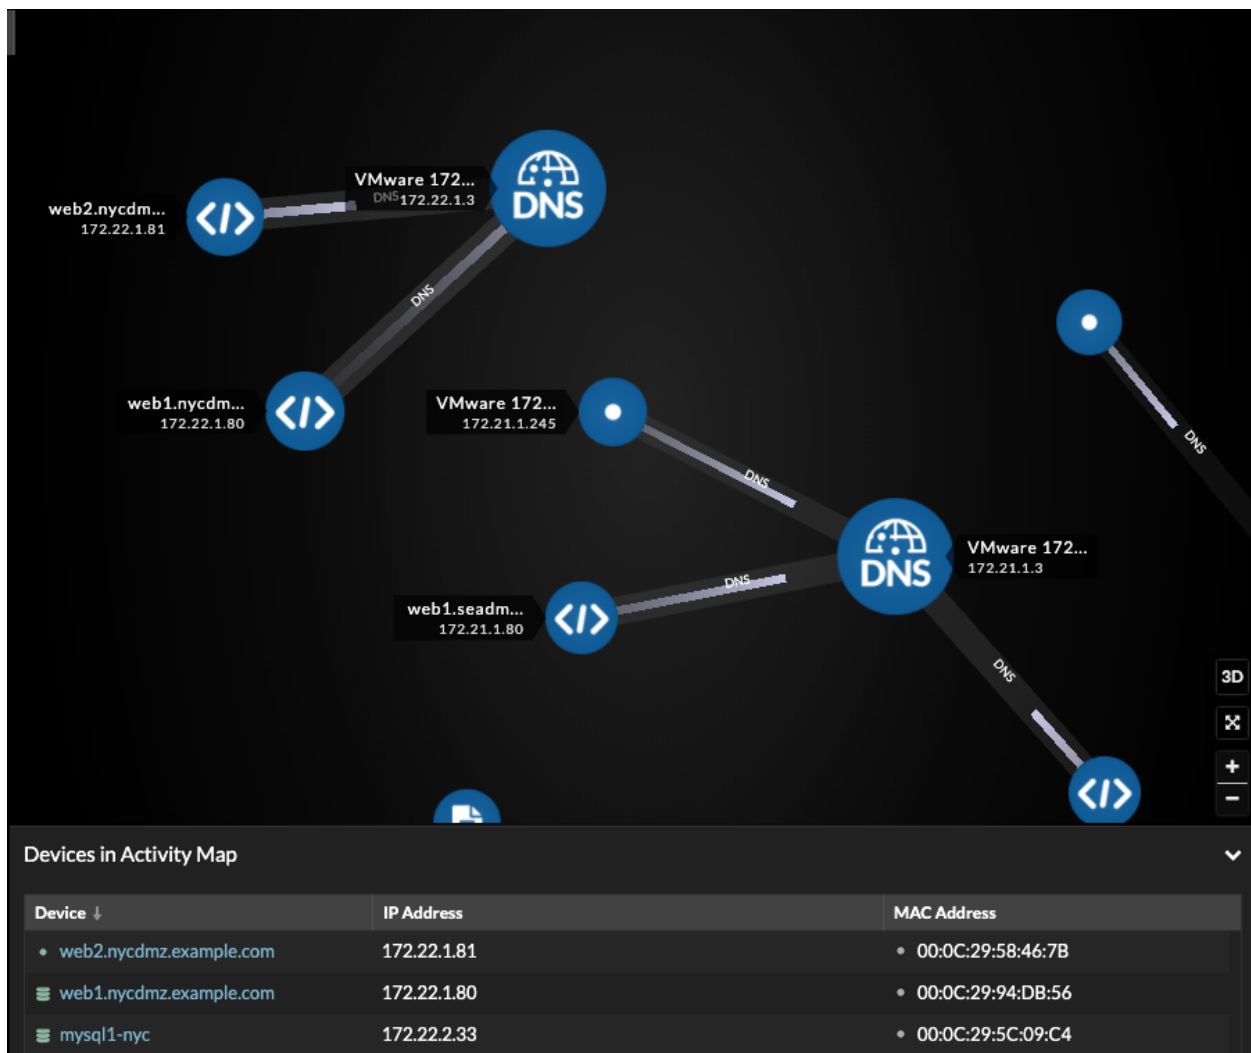 VMware 172...
172.22.1.3
DNS
DNS
web2.nycdm...
172.22.1.81
DNS
web1.nycdm...
172.22.1.80
VMware 172...
172.21.1.245
DNS
DNS
VMware 172...
172.21.1.3
DNS
DNS
web1.seadm...
172.21.1.80
DNS
3D
Devices in Activity Map
Device IP Address MAC Address
web2.nycdmz.example.com 172.22.1.81 00:0C:29:58:46:7B
web1.nycdmz.example.com 172.22.1.80 00:0C:29:94:DB:56
mysql1-nyc 172.22.2.33 00:0C:29:5C:09:C4